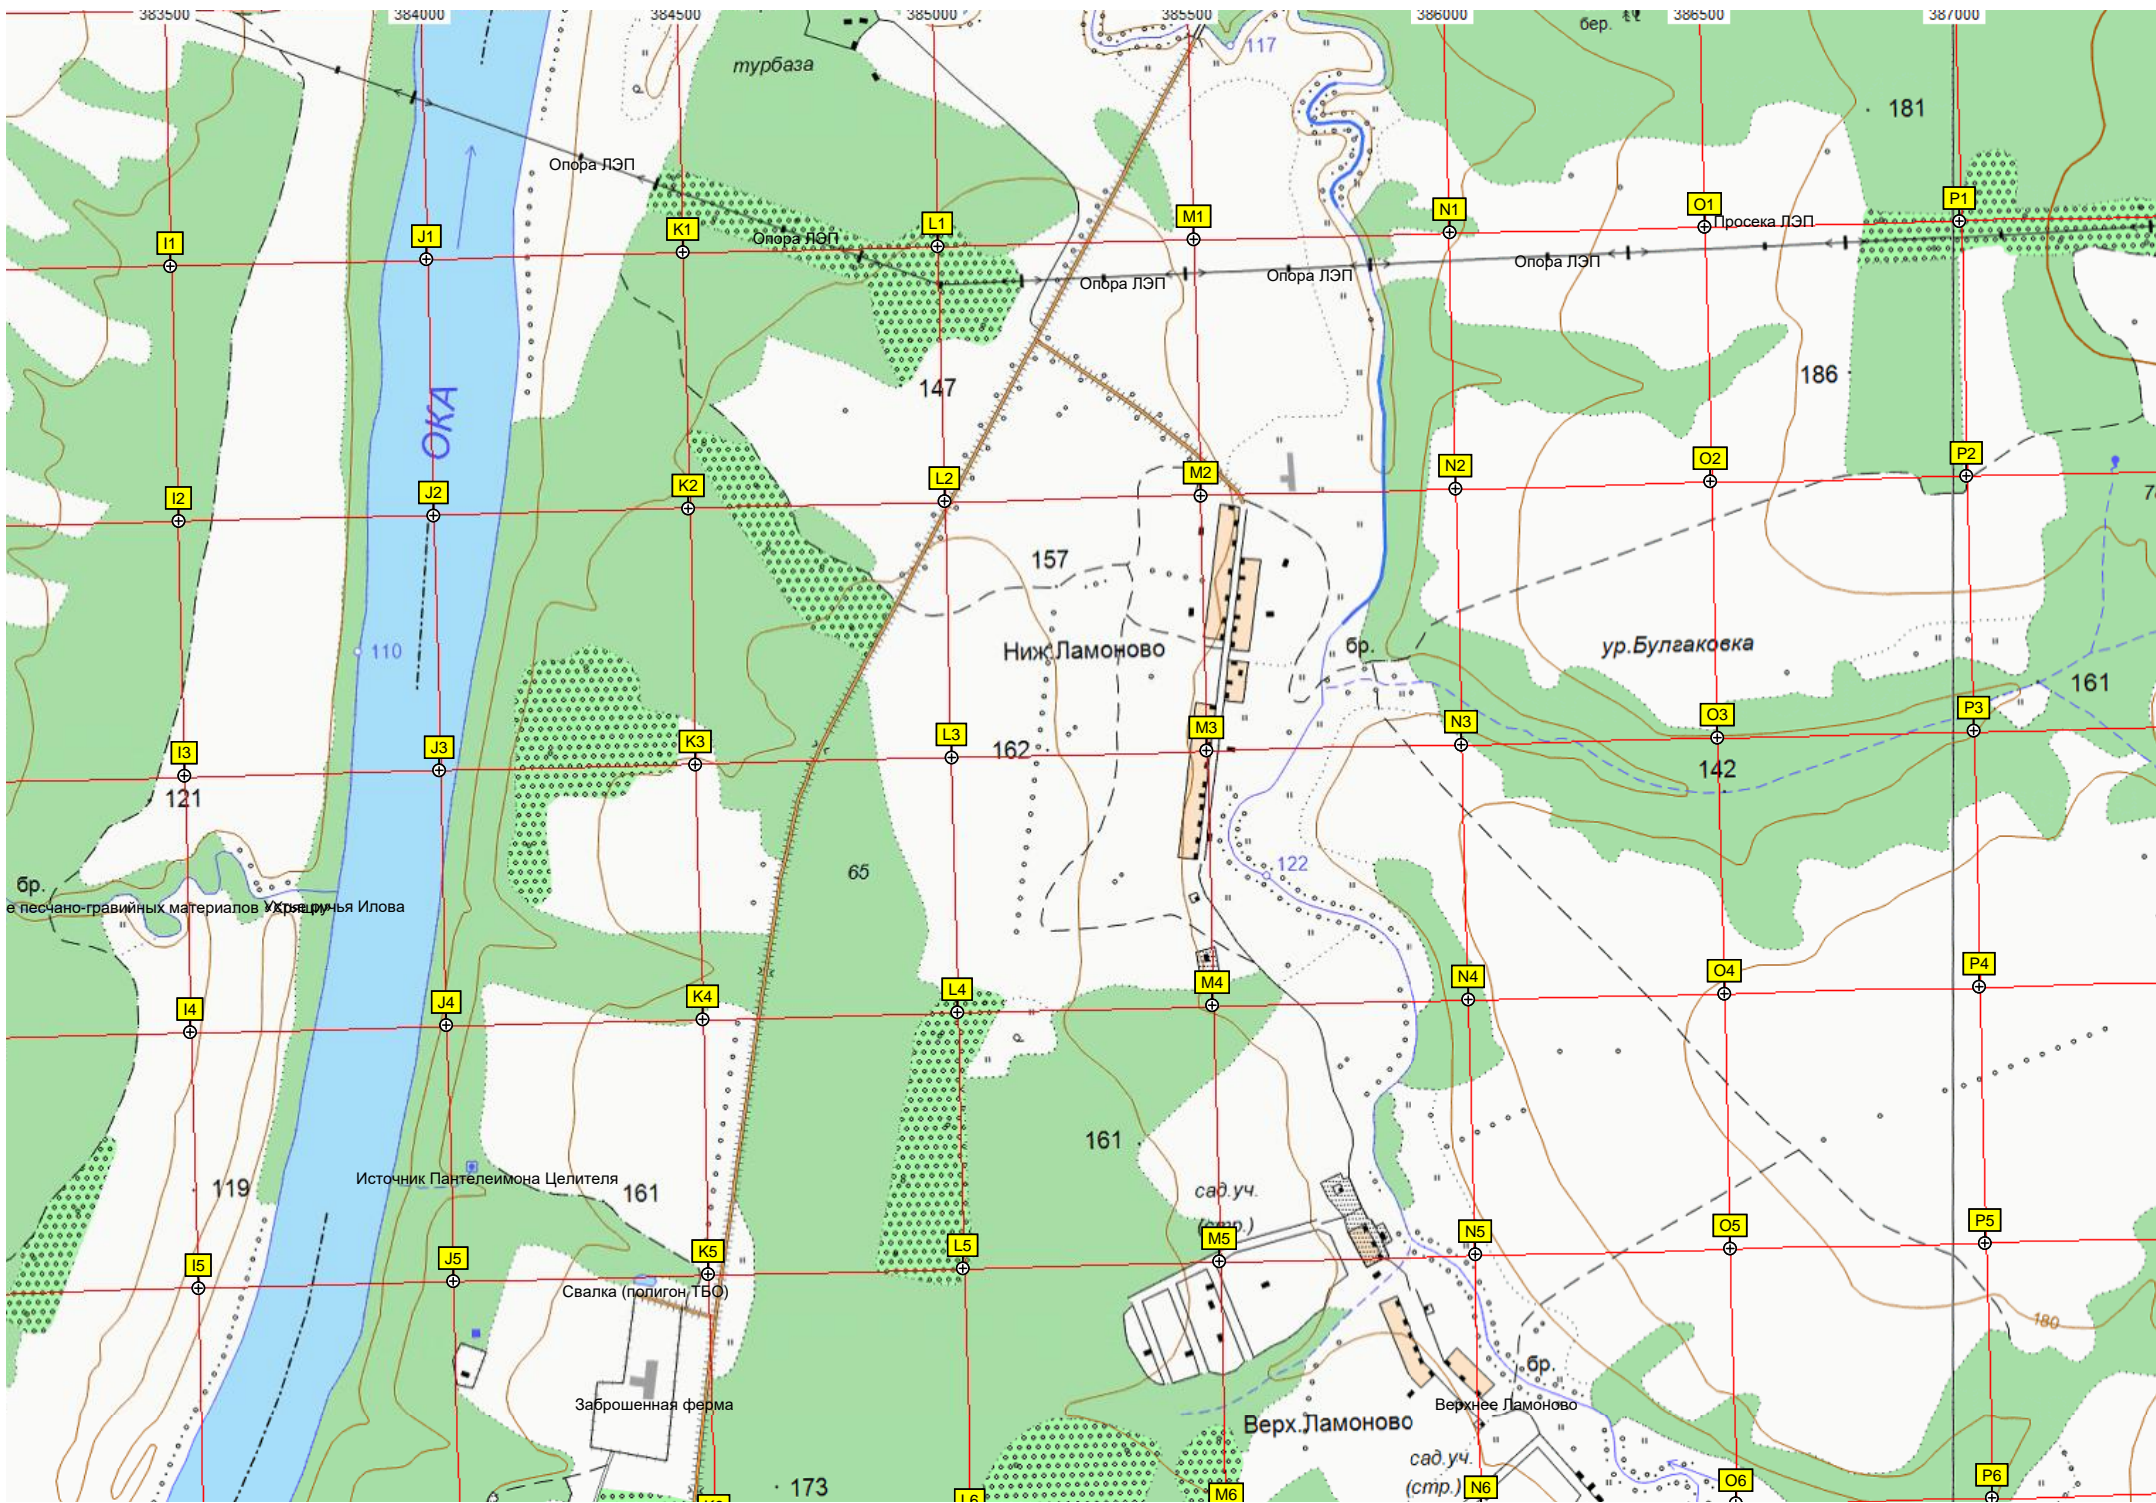 383500 384000 384500 385000 385500 386000 386500 387000
бер.
117
турбаза
181
Опора ЛЭП
I1 J1 K1 L1 M1 N1 O1 P1
Просека ЛЭП
Опора ЛЭП
Опора ЛЭП
Опора ЛЭП
Опора ЛЭП
186
147
ОКА
I2 J2 K2 L2 M2 N2 O2 P2
157
110
Ниж.Ламоново
бр.
ур.Булгаковка
161
I3 J3 K3 L3 M3 N3 O3 P3
162
142
121
122
65
бр.
е песчано-гравийных материалов
Устье ручья Илова
I4 J4 K4 L4 M4 N4 O4 P4
161
119
Источник Пантелеимона Целителя
161
сад.уч.
(стр.)
I5 J5 K5 L5 M5 N5 O5 P5
Свалка (полигон ТБО)
180
бр.
Заброшенная ферма
Верхнее Ламоново
Верх.Ламоново
сад.уч.
(стр.)
173
L6 M6 N6 O6 P6